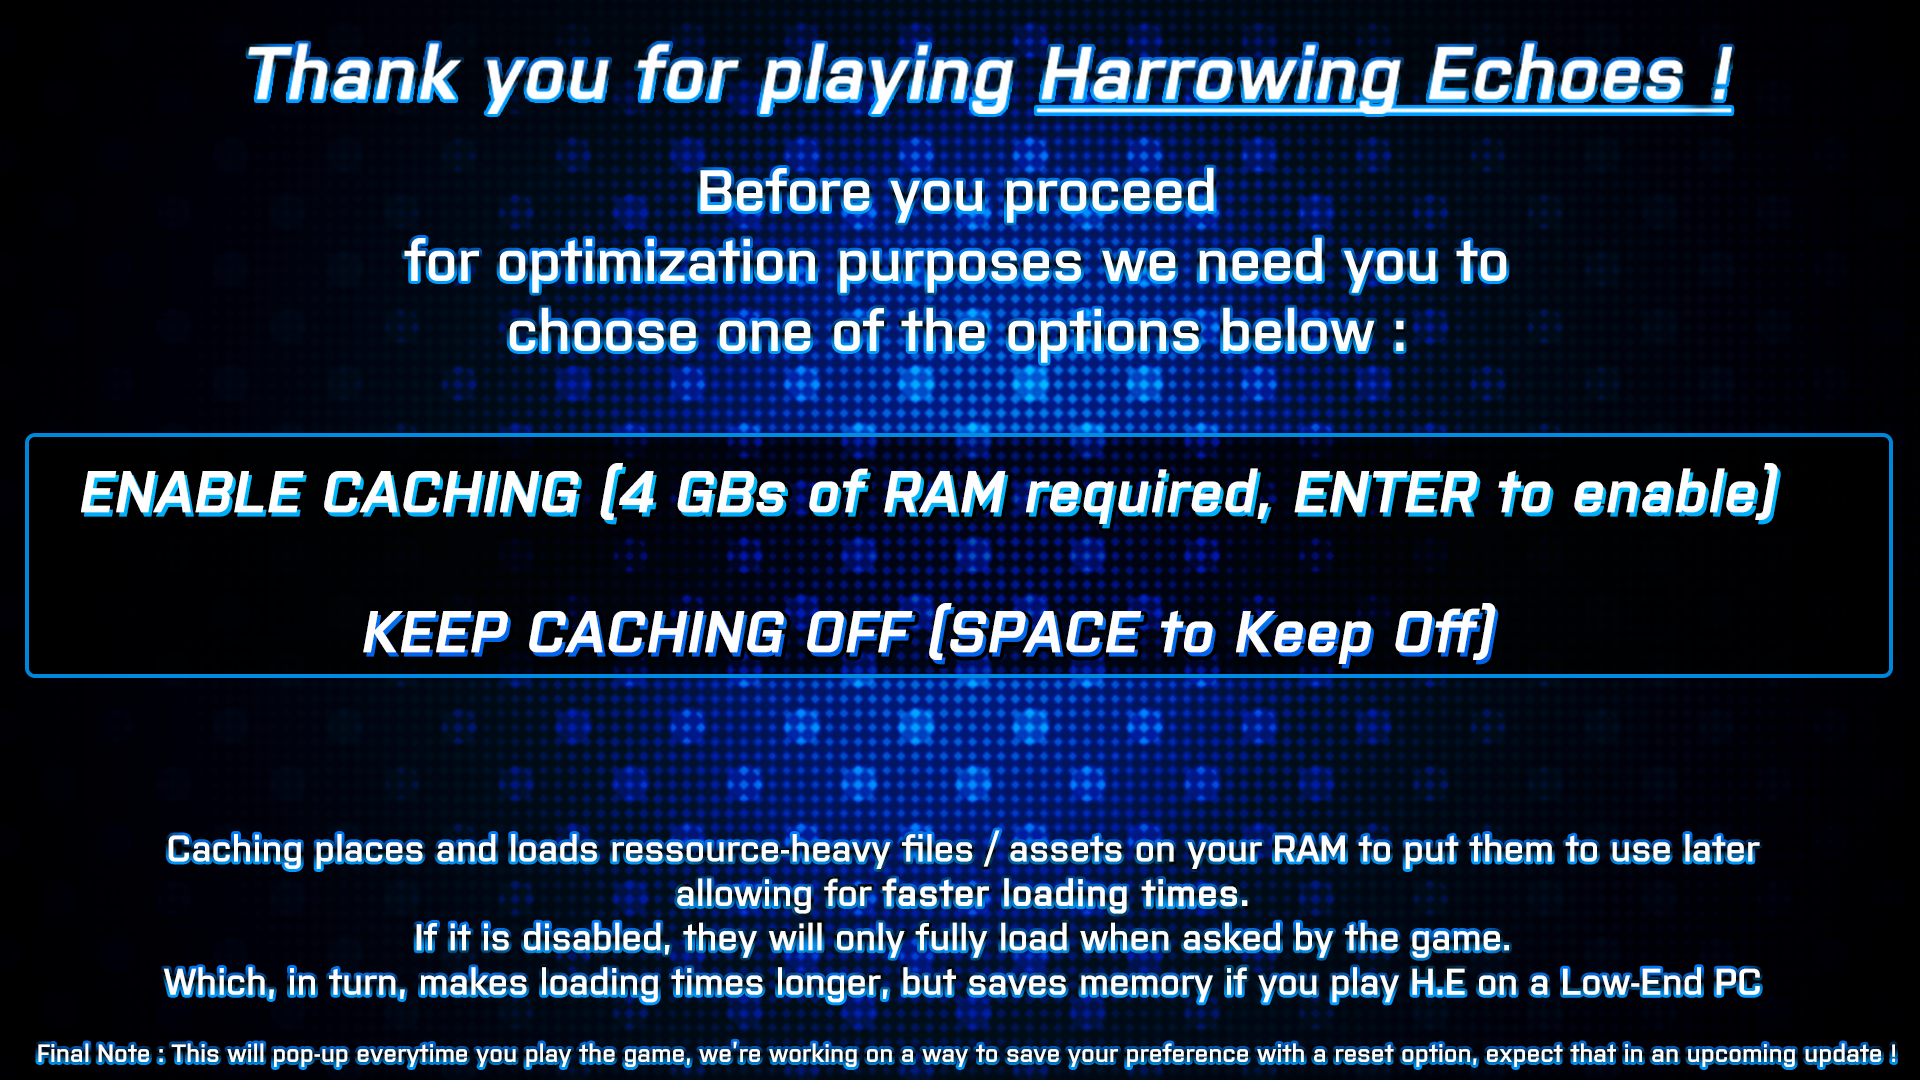 Thank you for playing Harrowing Echoes !
Before you proceed
for optimization purposes we need you to
choose one of the options below :
ENABLE CACHING (4 GBs of RAM required, ENTER to enable)
KEEP CACHING OFF (SPACE to Keep Off)
Caching places and loads ressource-heavy files / assets on your RAM to put them to use later
allowing for faster loading times.
If it is disabled, they will only fully load when asked by the game.
Which, in turn, makes loading times longer, but saves memory if you play H.E on a Low-End PC
Final Note : This will pop-up everytime you play the game, we're working on a way to save your preference with a reset option, expect that in an upcoming update !